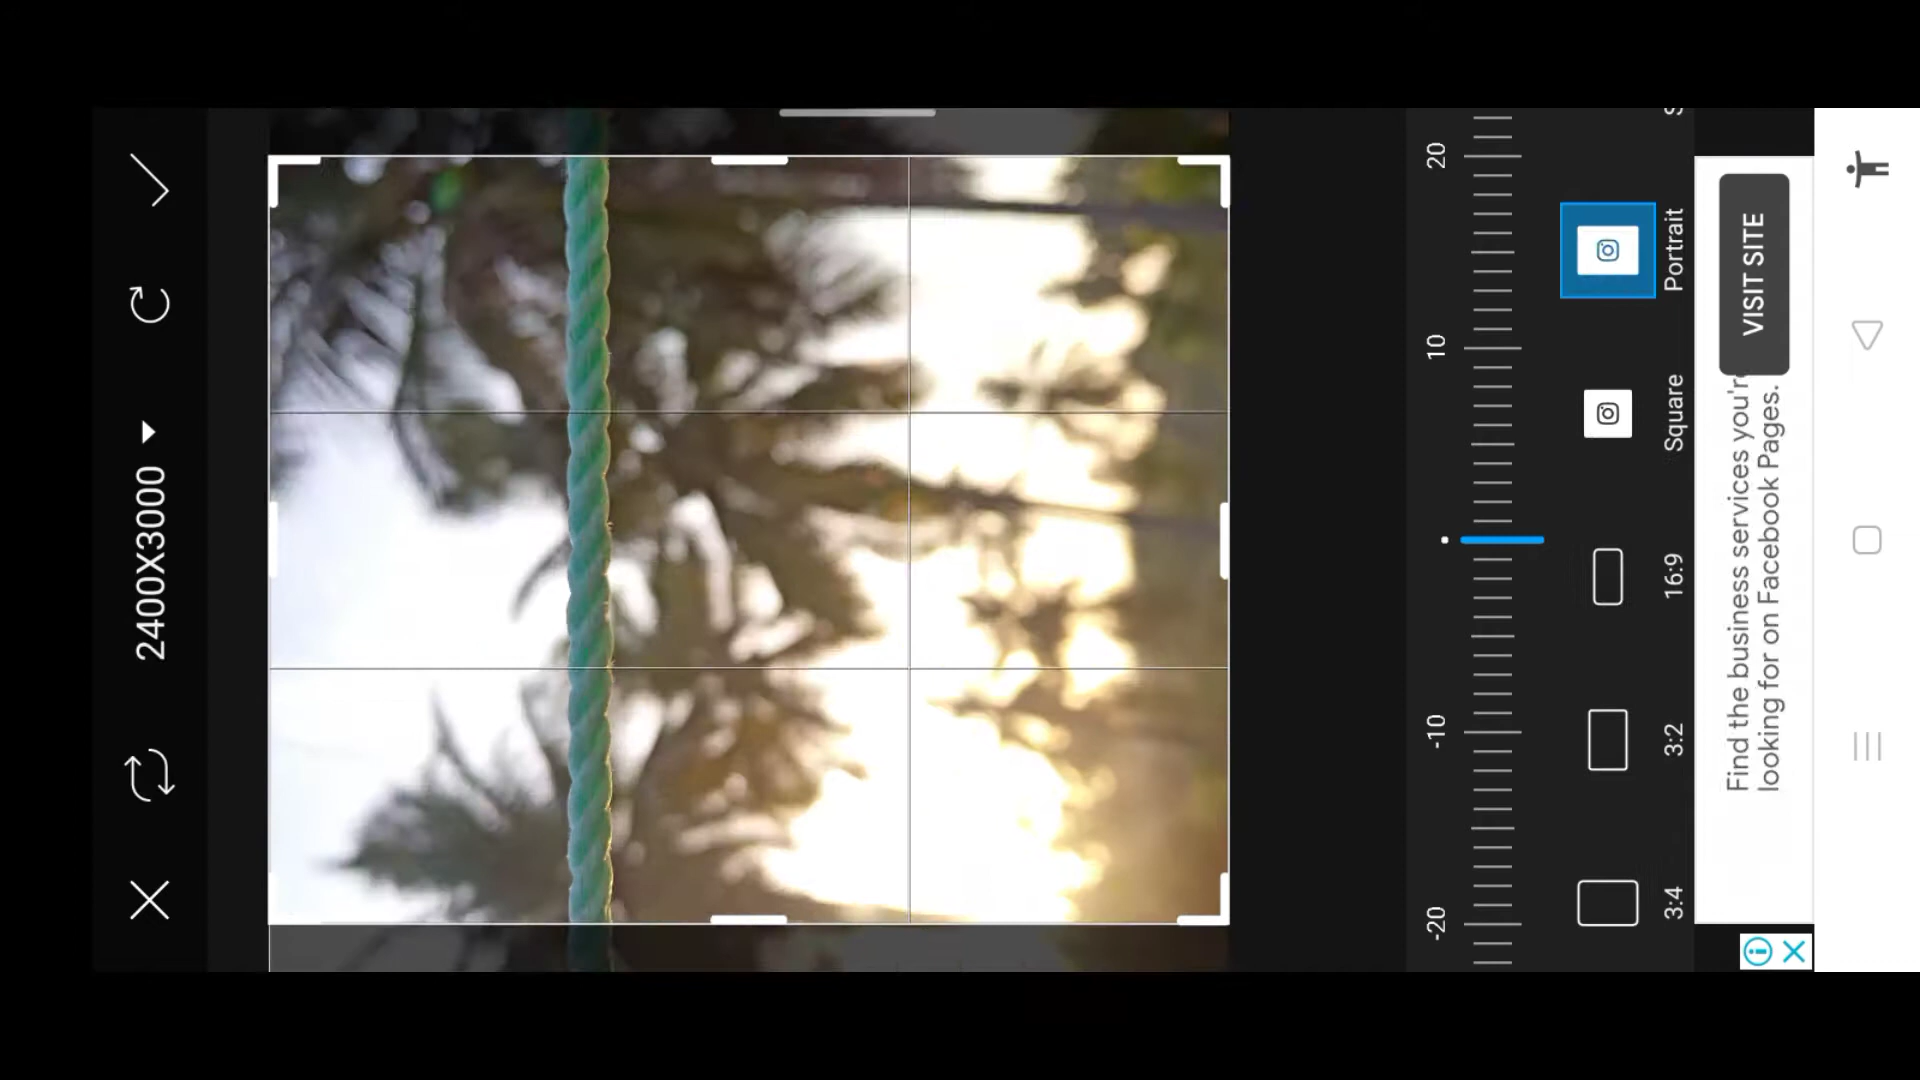 2400X3000
20
10
-10
-20
3:4
3:2
16:9
Square
Portrait
Find the business services you're
looking for on Facebook Pages.
VISIT SITE